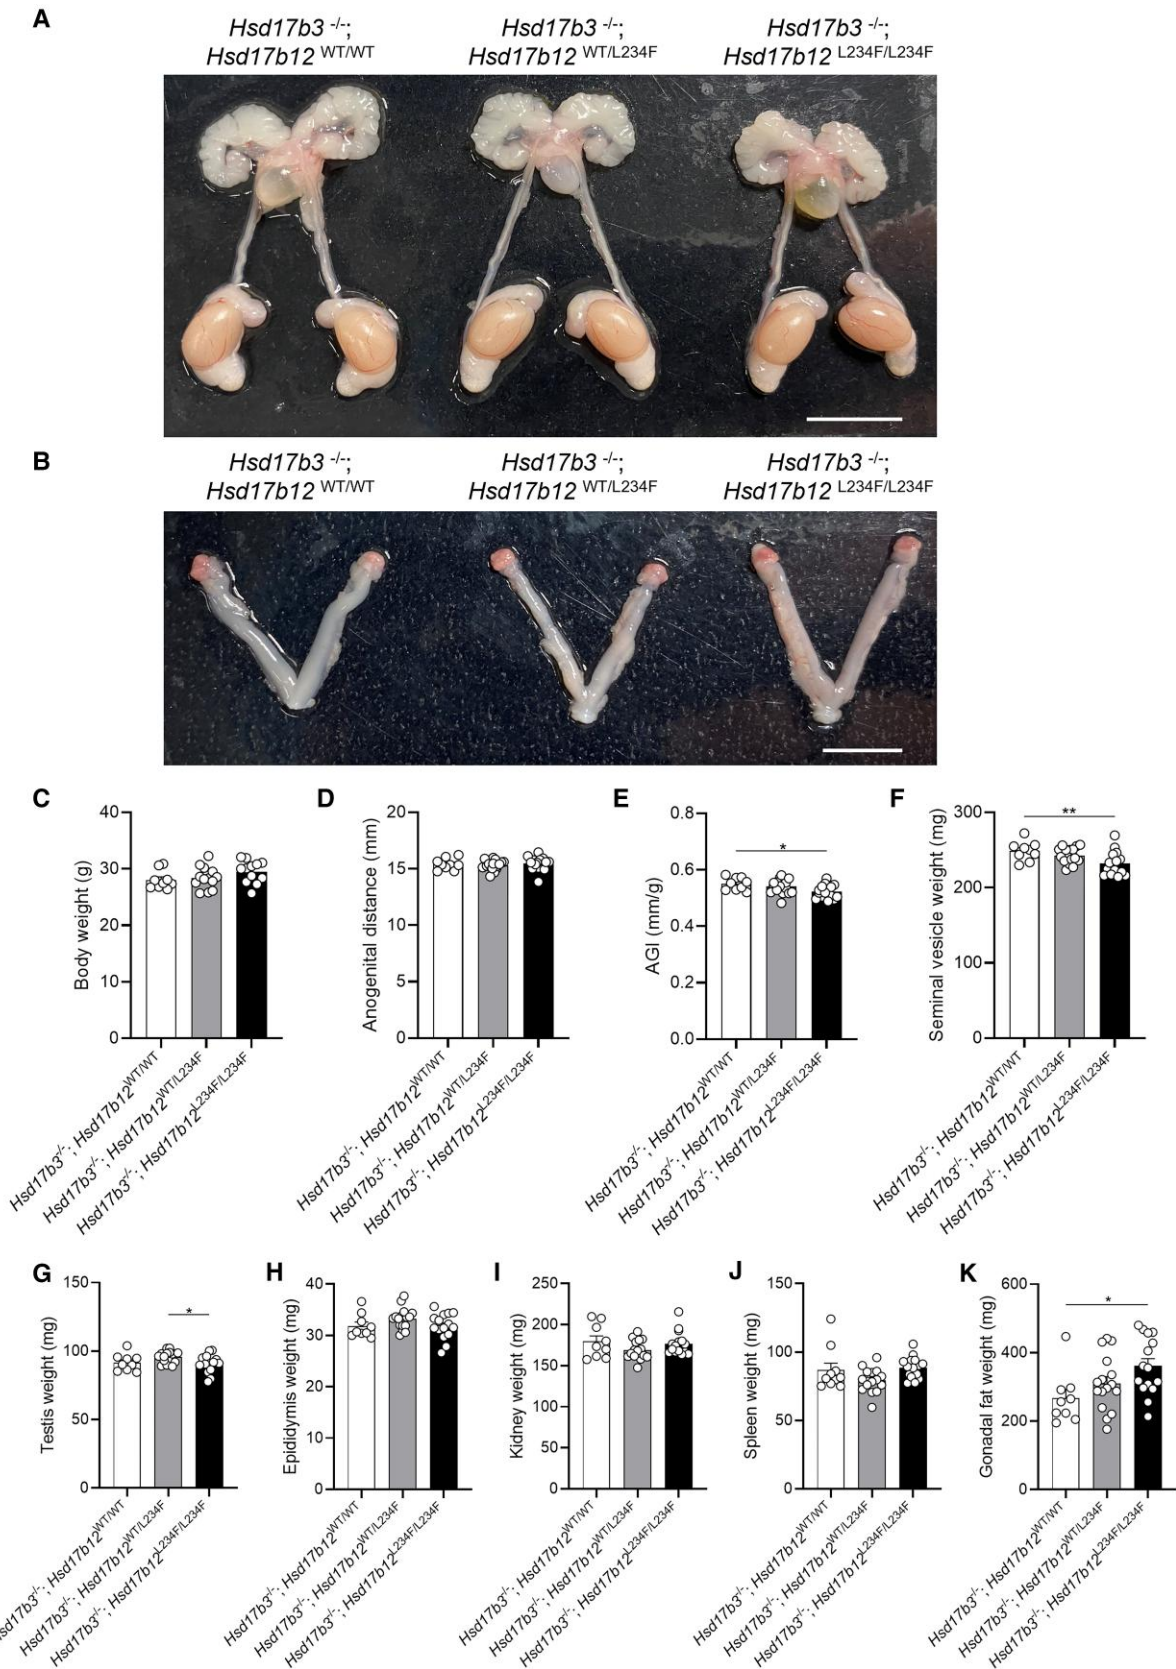 A
Hsd17b3 -/-;
Hsd17b12 WT/WT
Hsd17b3 -/-;
Hsd17b12 WT/L234F
Hsd17b3 -/-;
Hsd17b12 L234F/L234F
B
Hsd17b3 -/-;
Hsd17b12 WT/WT
Hsd17b3 -/-;
Hsd17b12 WT/L234F
Hsd17b3 -/-;
Hsd17b12 L234F/L234F
C
Body weight (g)
40
30
20
10
0
Hsd17b3-/-; Hsd17b12WT/WT
Hsd17b3-/-; Hsd17b12WT/L234F
Hsd17b3-/-; Hsd17b12L234F/L234F
D
Anogenital distance (mm)
20
15
10
5
0
Hsd17b3-/-; Hsd17b12WT/WT
Hsd17b3-/-; Hsd17b12WT/L234F
Hsd17b3-/-; Hsd17b12L234F/L234F
E
AGI (mm/g)
0.8
0.6
0.4
0.2
0.0
*
Hsd17b3-/-; Hsd17b12WT/WT
Hsd17b3-/-; Hsd17b12WT/L234F
Hsd17b3-/-; Hsd17b12L234F/L234F
F
Seminal vesicle weight (mg)
300
200
100
0
**
Hsd17b3-/-; Hsd17b12WT/WT
Hsd17b3-/-; Hsd17b12WT/L234F
Hsd17b3-/-; Hsd17b12L234F/L234F
G
Testis weight (mg)
150
100
50
0
*
Hsd17b3-/-; Hsd17b12WT/WT
Hsd17b3-/-; Hsd17b12WT/L234F
Hsd17b3-/-; Hsd17b12L234F/L234F
H
Epididymis weight (mg)
40
30
20
10
0
Hsd17b3-/-; Hsd17b12WT/WT
Hsd17b3-/-; Hsd17b12WT/L234F
Hsd17b3-/-; Hsd17b12L234F/L234F
I
Kidney weight (mg)
250
200
150
100
50
0
Hsd17b3-/-; Hsd17b12WT/WT
Hsd17b3-/-; Hsd17b12WT/L234F
Hsd17b3-/-; Hsd17b12L234F/L234F
J
Spleen weight (mg)
150
100
50
0
Hsd17b3-/-; Hsd17b12WT/WT
Hsd17b3-/-; Hsd17b12WT/L234F
Hsd17b3-/-; Hsd17b12L234F/L234F
K
Gonadal fat weight (mg)
600
400
200
0
*
Hsd17b3-/-; Hsd17b12WT/WT
Hsd17b3-/-; Hsd17b12WT/L234F
Hsd17b3-/-; Hsd17b12L234F/L234F